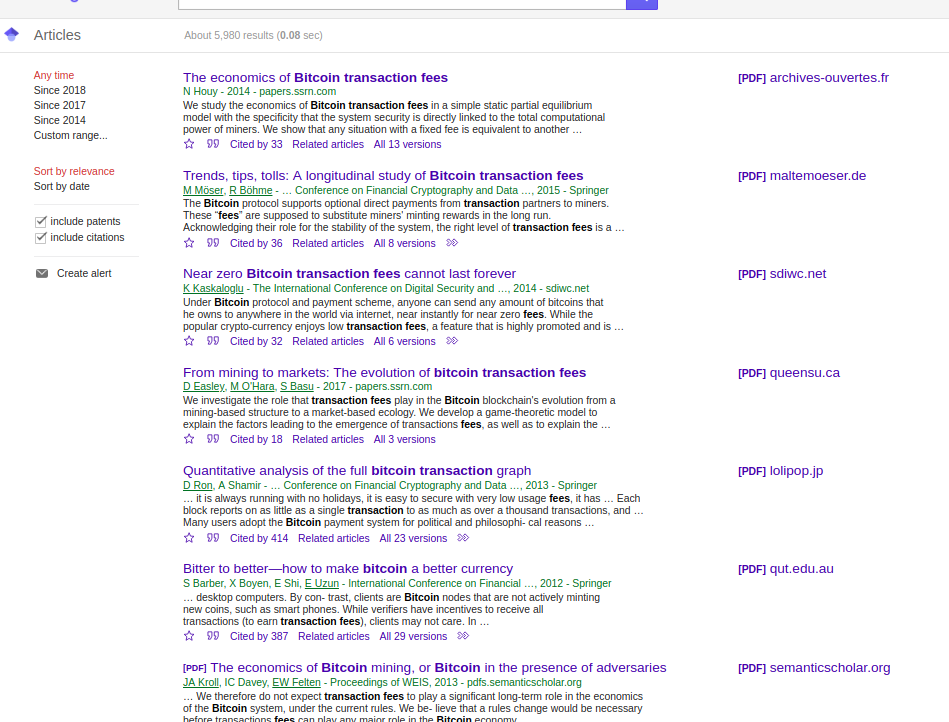 Articles
About 5,980 results (0.08 sec)
Any time
Since 2018
Since 2017
Since 2014
Custom range...
Sort by relevance
Sort by date
include patents
include citations
Create alert
The economics of Bitcoin transaction fees
[PDF] archives-ouvertes.fr
N Houy - 2014 - papers.ssrn.com
We study the economics of Bitcoin transaction fees in a simple static partial equilibrium
model with the specificity that the system security is directly linked to the total computational
power of miners. We show that any situation with a fixed fee is equivalent to another …
Cited by 33 Related articles All 13 versions
Trends, tips, tolls: A longitudinal study of Bitcoin transaction fees
[PDF] maltemoeser.de
M Möser, R Böhme - … Conference on Financial Cryptography and Data …, 2015 - Springer
The Bitcoin protocol supports optional direct payments from transaction partners to miners.
These “fees” are supposed to substitute miners' minting rewards in the long run.
Acknowledging their role for the stability of the system, the right level of transaction fees is a …
Cited by 36 Related articles All 8 versions
Near zero Bitcoin transaction fees cannot last forever
[PDF] sdiwc.net
K Kaskaloglu - The International Conference on Digital Security and …, 2014 - sdiwc.net
Under Bitcoin protocol and payment scheme, anyone can send any amount of bitcoins that
he owns to anywhere in the world via internet, near instantly for near zero fees. While the
popular crypto-currency enjoys low transaction fees, a feature that is highly promoted and is …
Cited by 32 Related articles All 6 versions
From mining to markets: The evolution of bitcoin transaction fees
[PDF] queensu.ca
D Easley, M O'Hara, S Basu - 2017 - papers.ssrn.com
We investigate the role that transaction fees play in the Bitcoin blockchain's evolution from a
mining-based structure to a market-based ecology. We develop a game-theoretic model to
explain the factors leading to the emergence of transactions fees, as well as to explain the …
Cited by 18 Related articles All 3 versions
Quantitative analysis of the full bitcoin transaction graph
[PDF] lolipop.jp
D Ron, A Shamir - … Conference on Financial Cryptography and Data …, 2013 - Springer
… it is always running with no holidays, it is easy to secure with very low usage fees, it has … Each
block reports on as little as a single transaction to as much as over a thousand transactions, and …
Many users adopt the Bitcoin payment system for political and philosophi- cal reasons …
Cited by 414 Related articles All 23 versions
Bitter to better—how to make bitcoin a better currency
[PDF] qut.edu.au
S Barber, X Boyen, E Shi, E Uzun - International Conference on Financial …, 2012 - Springer
… desktop computers. By con- trast, clients are Bitcoin nodes that are not actively minting
new coins, such as smart phones. While verifiers have incentives to receive all
transactions (to earn transaction fees), clients may not care. In …
Cited by 387 Related articles All 29 versions
[PDF] The economics of Bitcoin mining, or Bitcoin in the presence of adversaries
[PDF] semanticscholar.org
JA Kroll, IC Davey, EW Felten - Proceedings of WEIS, 2013 - pdfs.semanticscholar.org
… We therefore do not expect transaction fees to play a significant long-term role in the economics
of the Bitcoin system, under the current rules. We be- lieve that a rules change would be necessary
before transactions fees can play any major role in the Bitcoin economy